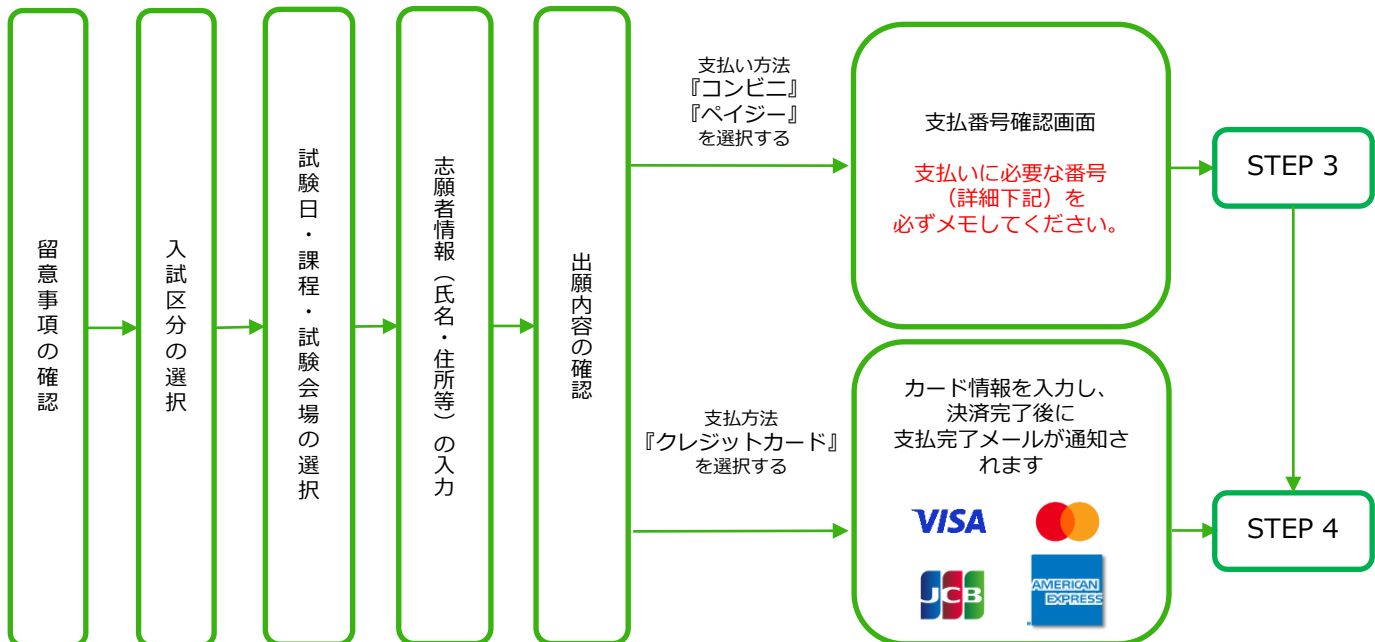 留意事項の確認
入試区分の選択
試験日・課程・試験会場の選択
志願者情報（氏名・住所等）の入力
出願内容の確認
支払い方法
『コンビニ』
『ペイジー』
を選択する
支払番号確認画面
支払いに必要な番号
（詳細下記）を
必ずメモしてください。
STEP 3
支払方法
『クレジットカード』
を選択する
カード情報を入力し、
決済完了後に
支払完了メールが通知さ
れます
VISA
JCB
AMERICAN
EXPRESS
STEP 4